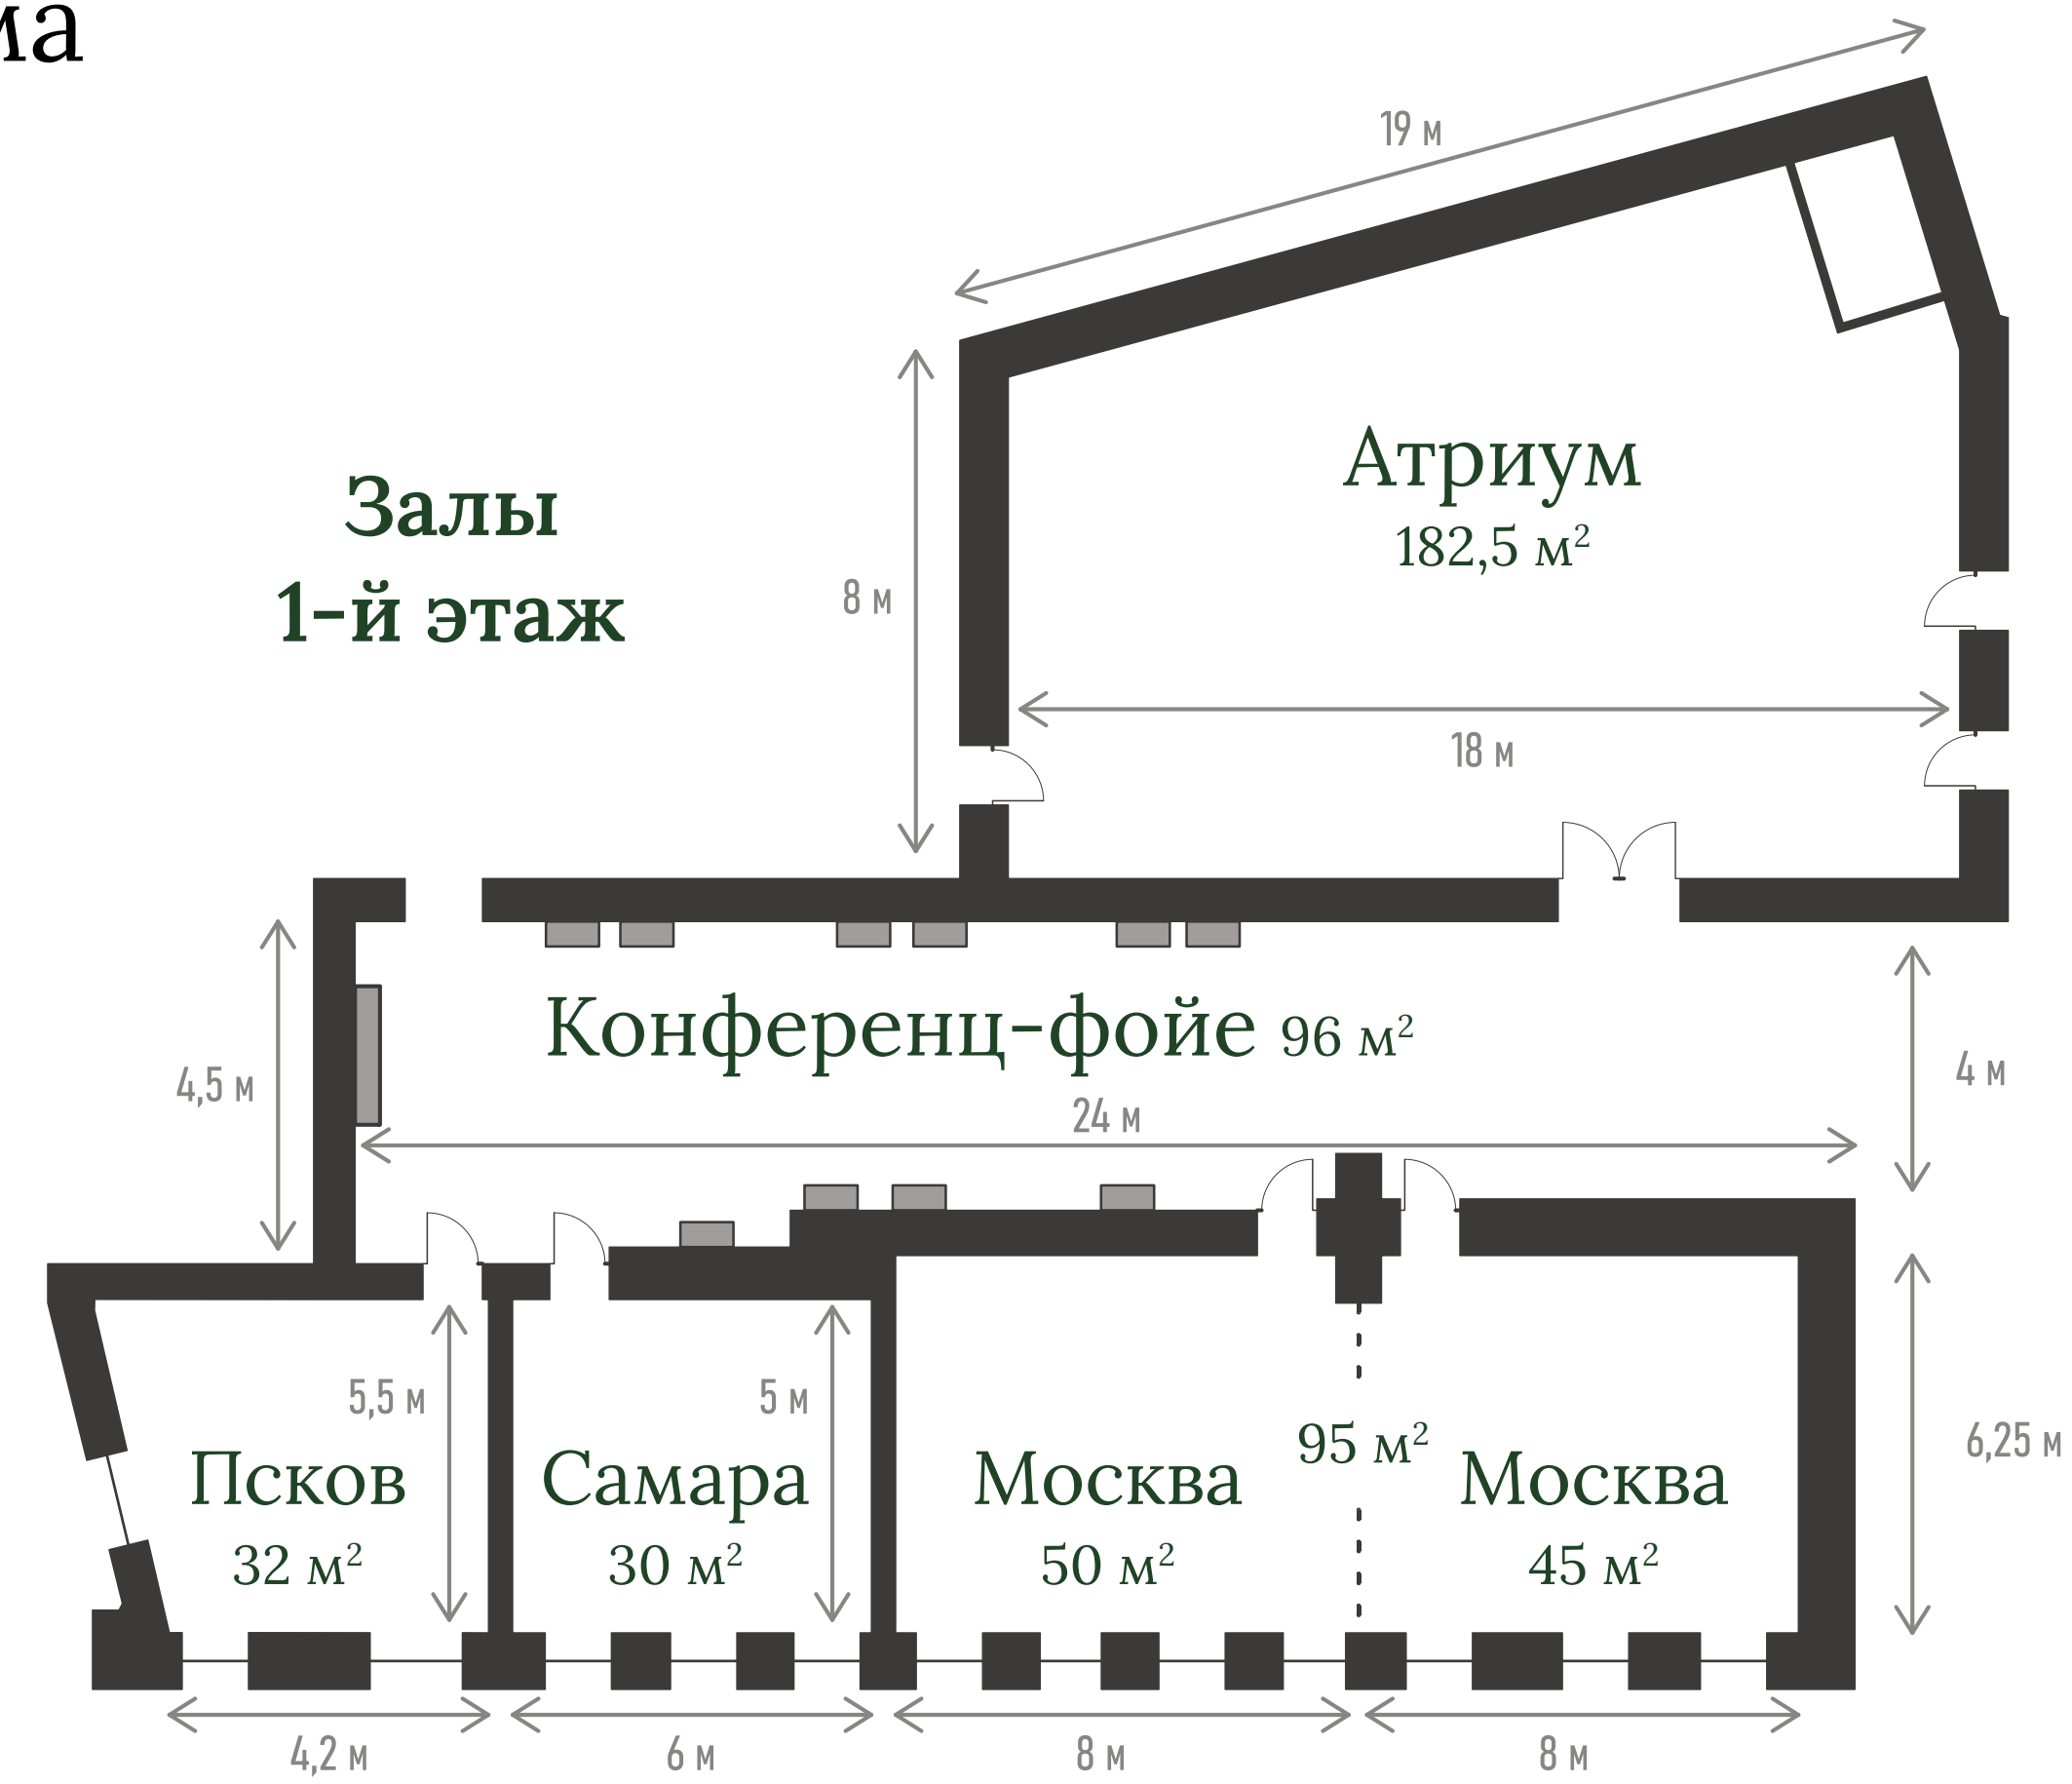 19 м
Залы
1-й этаж
Атриум
182,5 м²
8 м
18 м
Конференц-фойе 96 м²
4,5 м
24 м
4 м
5,5 м
5 м
6,25 м
Псков
32 м²
Самара
30 м²
Москва
50 м²
95 м²
Москва
45 м²
4,2 м
6 м
8 м
8 м